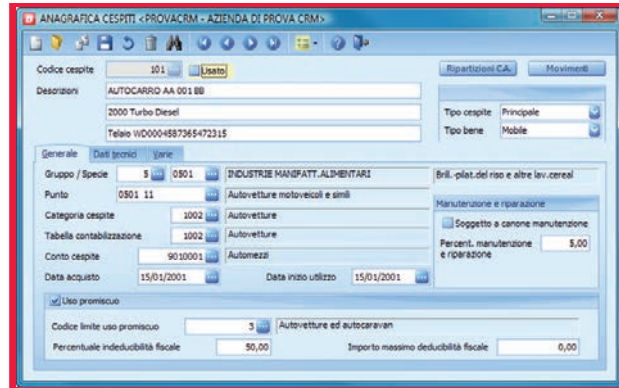 ANAGRAFICA CESPITI <PROVACRM - AZIENDA DI PROVA CRM>
Codice cespite 101 Usato Ripartizioni C.A. Movimenti
Descrizioni AUTOCARRO AA 001 BB
2000 Turbo Diesel
Telaio WD0004587365472315
Tipo cespite Principale
Tipo bene Mobile
Generale Dati tecnici Varie
Gruppo / Specie 5 0501 INDUSTRIE MANIFATT.ALIMENTARI Brill.-pilat.del riso e altre lav.cereal
Punto 0501 11 Autovetture motoveicoli e simili
Categoria cespite 1002 Autovetture
Tabella contabilizzazione 1002 Autovetture
Conto cespite 9010001 Automezzi
Data acquisto 15/01/2001 Data inizio utilizzo 15/01/2001
Manutenzione e riparazione
Soggetto a canone manutenzione
Percent. manutenzione 5,00
e riparazione
Uso promiscuo
Codice limite uso promiscuo 3 Autovetture ed autocaravan
Percentuale indeducibilità fiscale 50,00 Importo massimo deducibilità fiscale 0,00